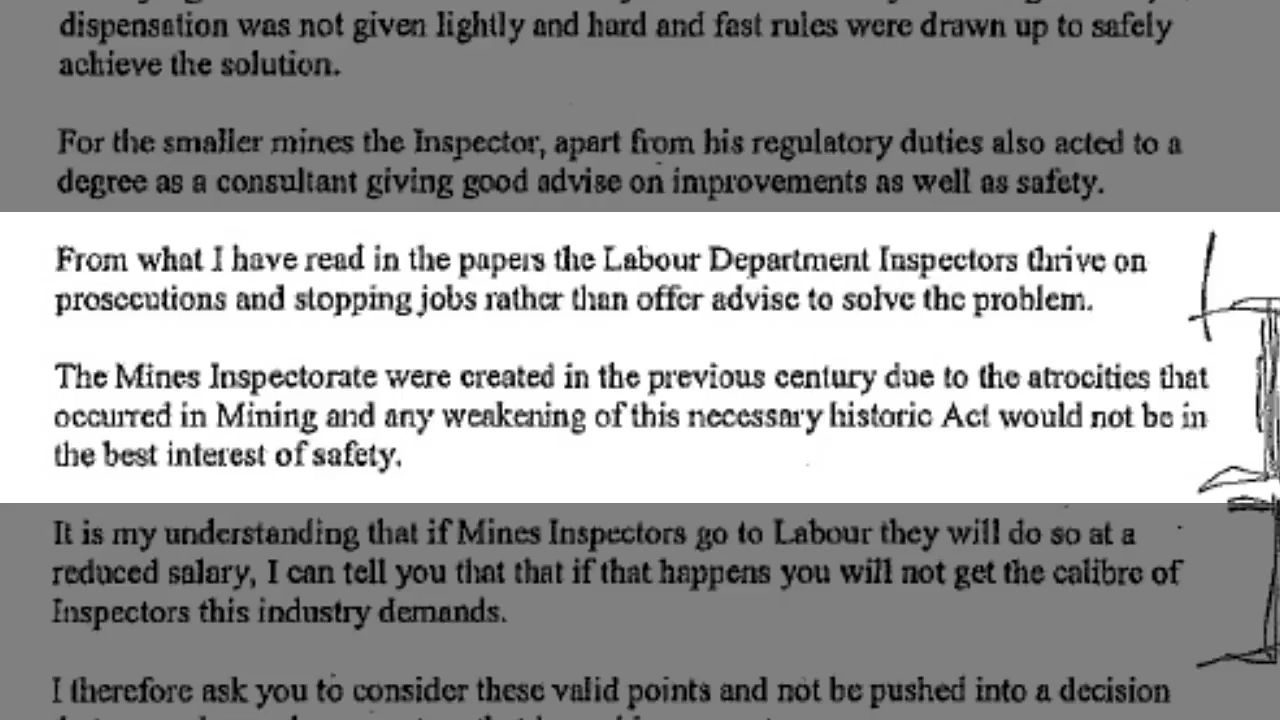 dispensation was not given lightly and hard and fast rules were drawn up to safely
achieve the solution.
For the smaller mines the Inspector, apart from his regulatory duties also acted to a
degree as a consultant giving good advise on improvements as well as safety.
From what I have read in the papers the Labour Department Inspectors thrive on
prosecutions and stopping jobs rather than offer advise to solve the problem.
The Mines Inspectorate were created in the previous century due to the atrocities that
occurred in Mining and any weakening of this necessary historic Act would not be in
the best interest of safety.
It is my understanding that if Mines Inspectors go to Labour they will do so at a
reduced salary, I can tell you that that if that happens you will not get the calibre of
Inspectors this industry demands.
I therefore ask you to consider these valid points and not be pushed into a decision